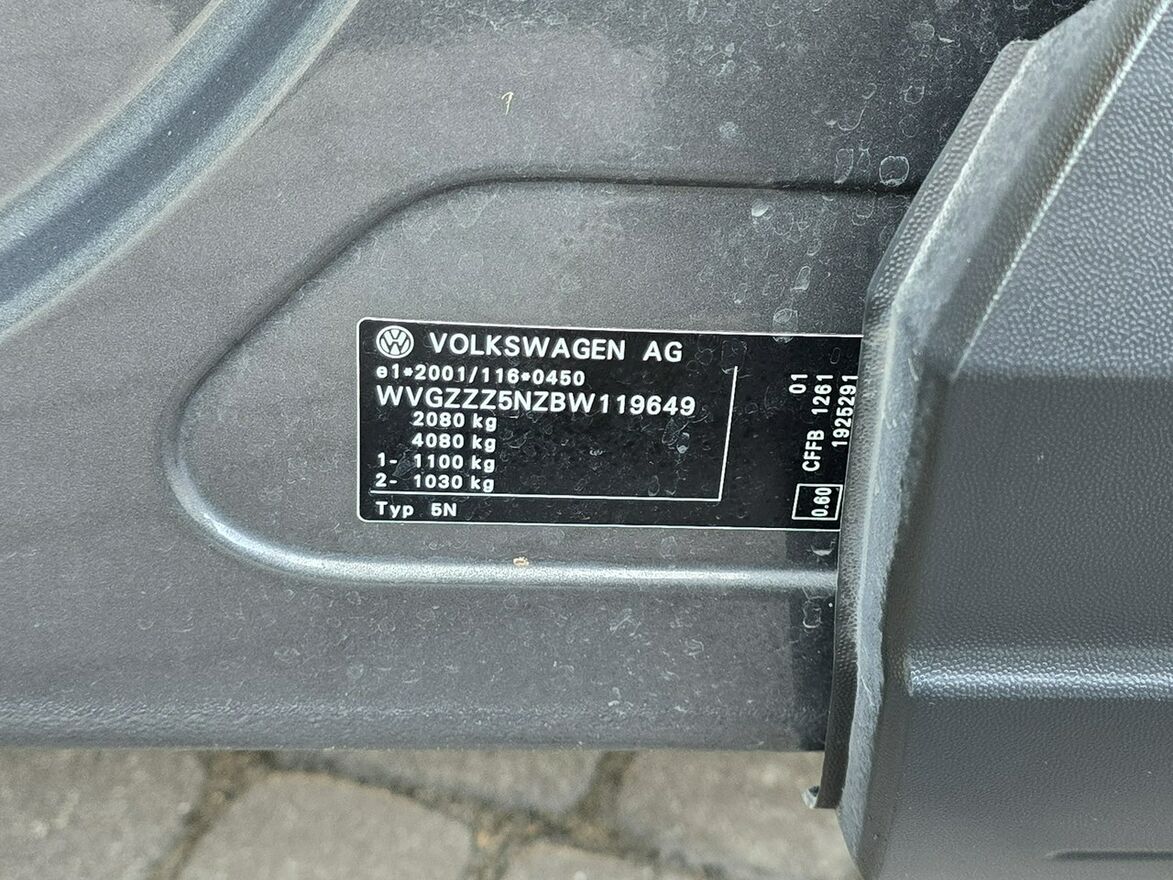 VOLKSWAGEN AG
e1*2001/116*0450
WVGZZZ5NZBW119649
2080 kg
4080 kg
1- 1100 kg
2- 1030 kg
Typ 5N
01
CFFB 1261
1925291
0.60